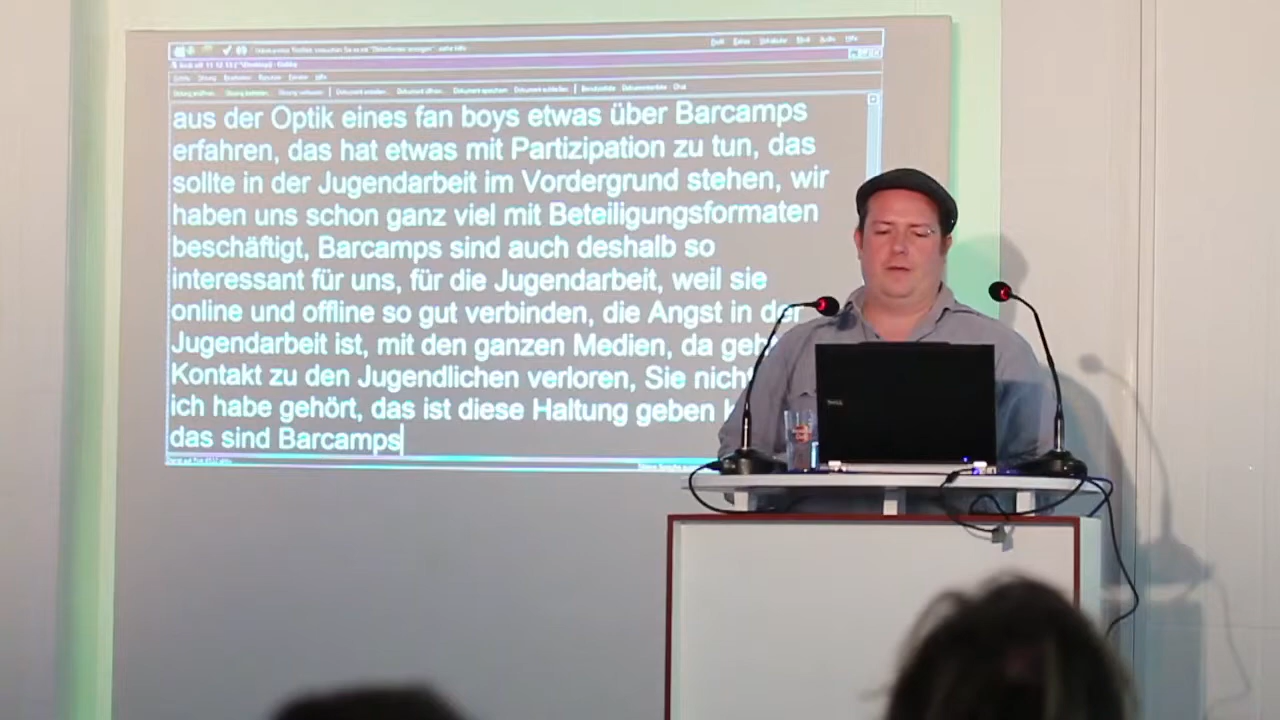 aus der Optik eines fan boys etwas über Barcamps
erfahren, das hat etwas mit Partizipation zu tun, das
sollte in der Jugendarbeit im Vordergrund stehen, wir
haben uns schon ganz viel mit Beteiligungsformaten
beschäftigt, Barcamps sind auch deshalb so
interessant für uns, für die Jugendarbeit, weil sie
online und offline so gut verbinden, die Angst in der
Jugendarbeit ist, mit den ganzen Medien, da geht
Kontakt zu den Jugendlichen verloren, Sie nicht
ich habe gehört, das ist diese Haltung geben
das sind Barcamps